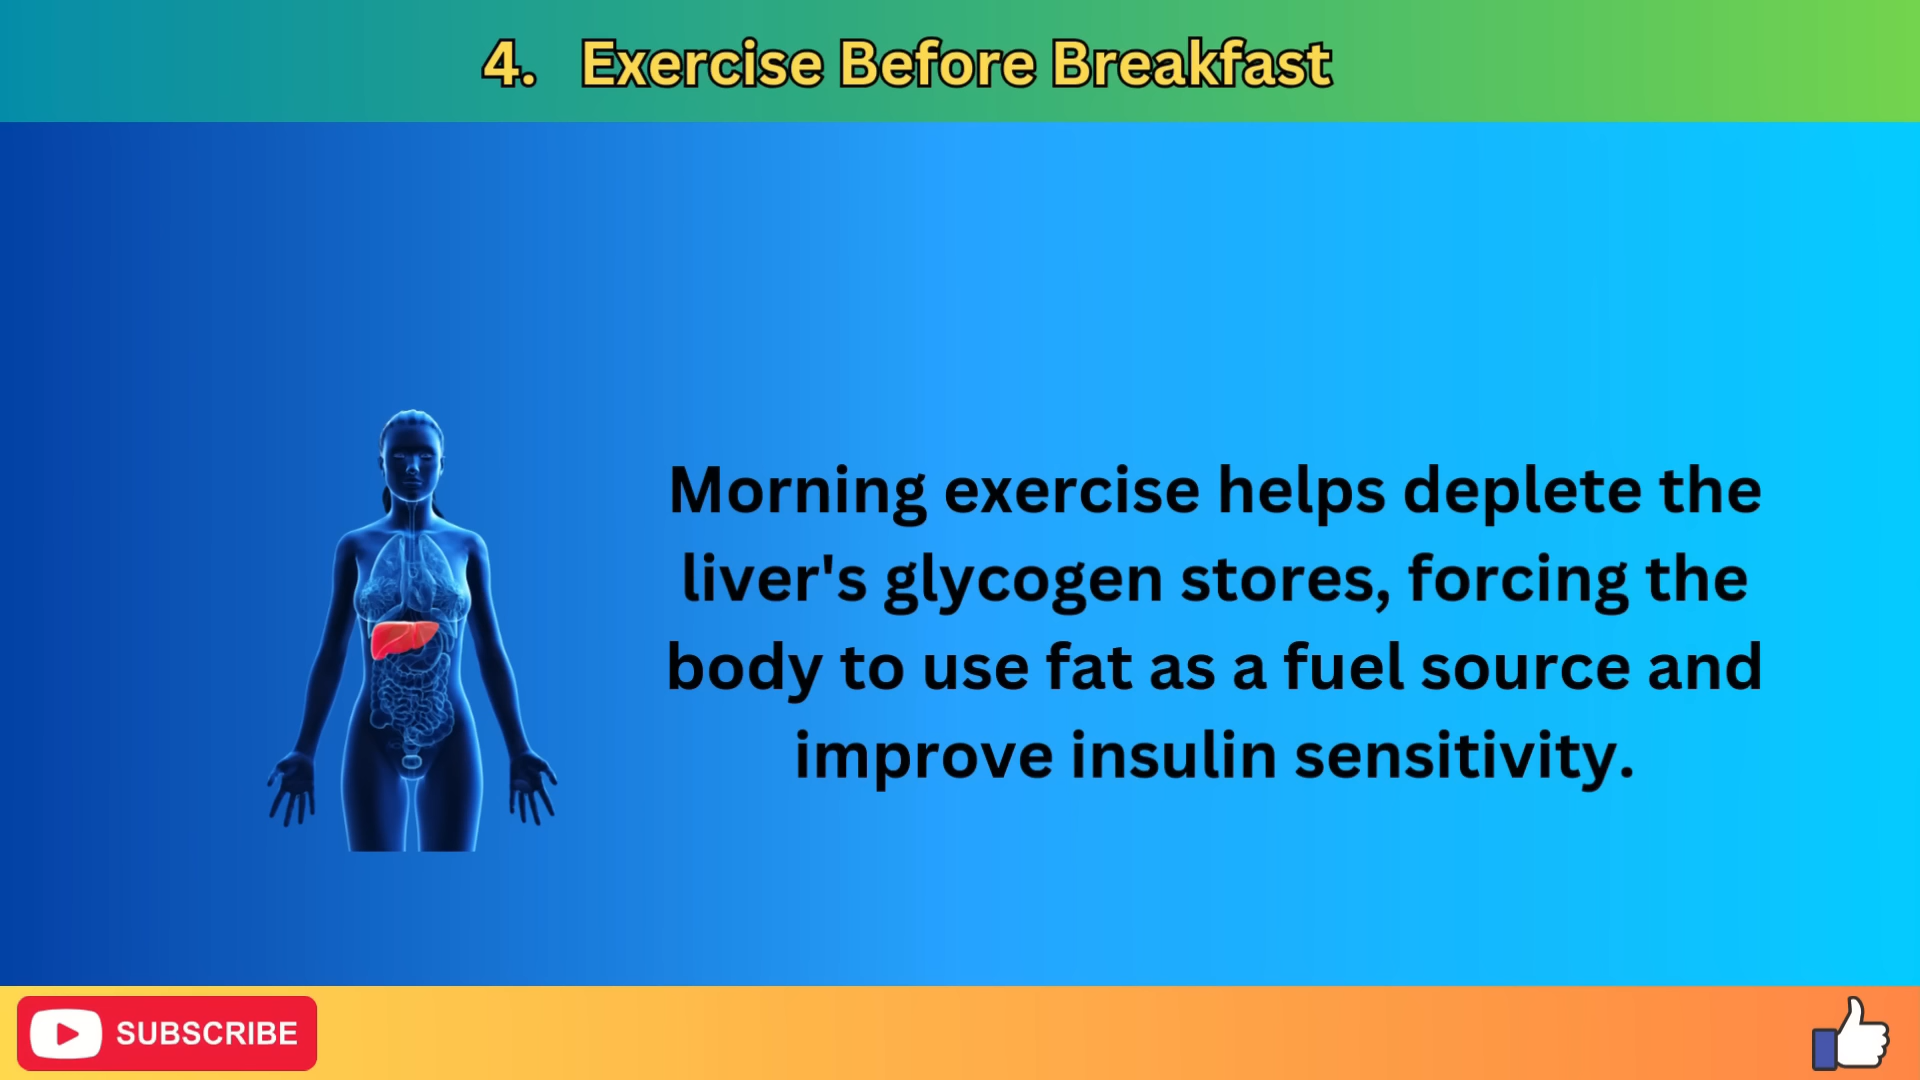 4. Exercise Before Breakfast
Morning exercise helps deplete the
liver's glycogen stores, forcing the
body to use fat as a fuel source and
improve insulin sensitivity.
SUBSCRIBE